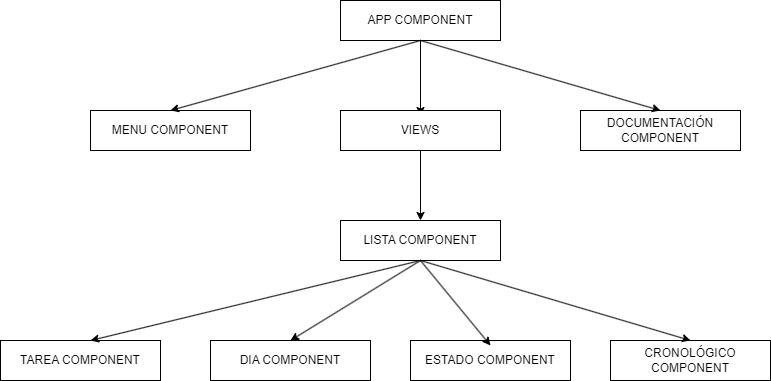 APP COMPONENT
MENU COMPONENT
VIEWS
DOCUMENTACIÓN
COMPONENT
LISTA COMPONENT
TAREA COMPONENT
DIA COMPONENT
ESTADO COMPONENT
CRONOLÓGICO
COMPONENT